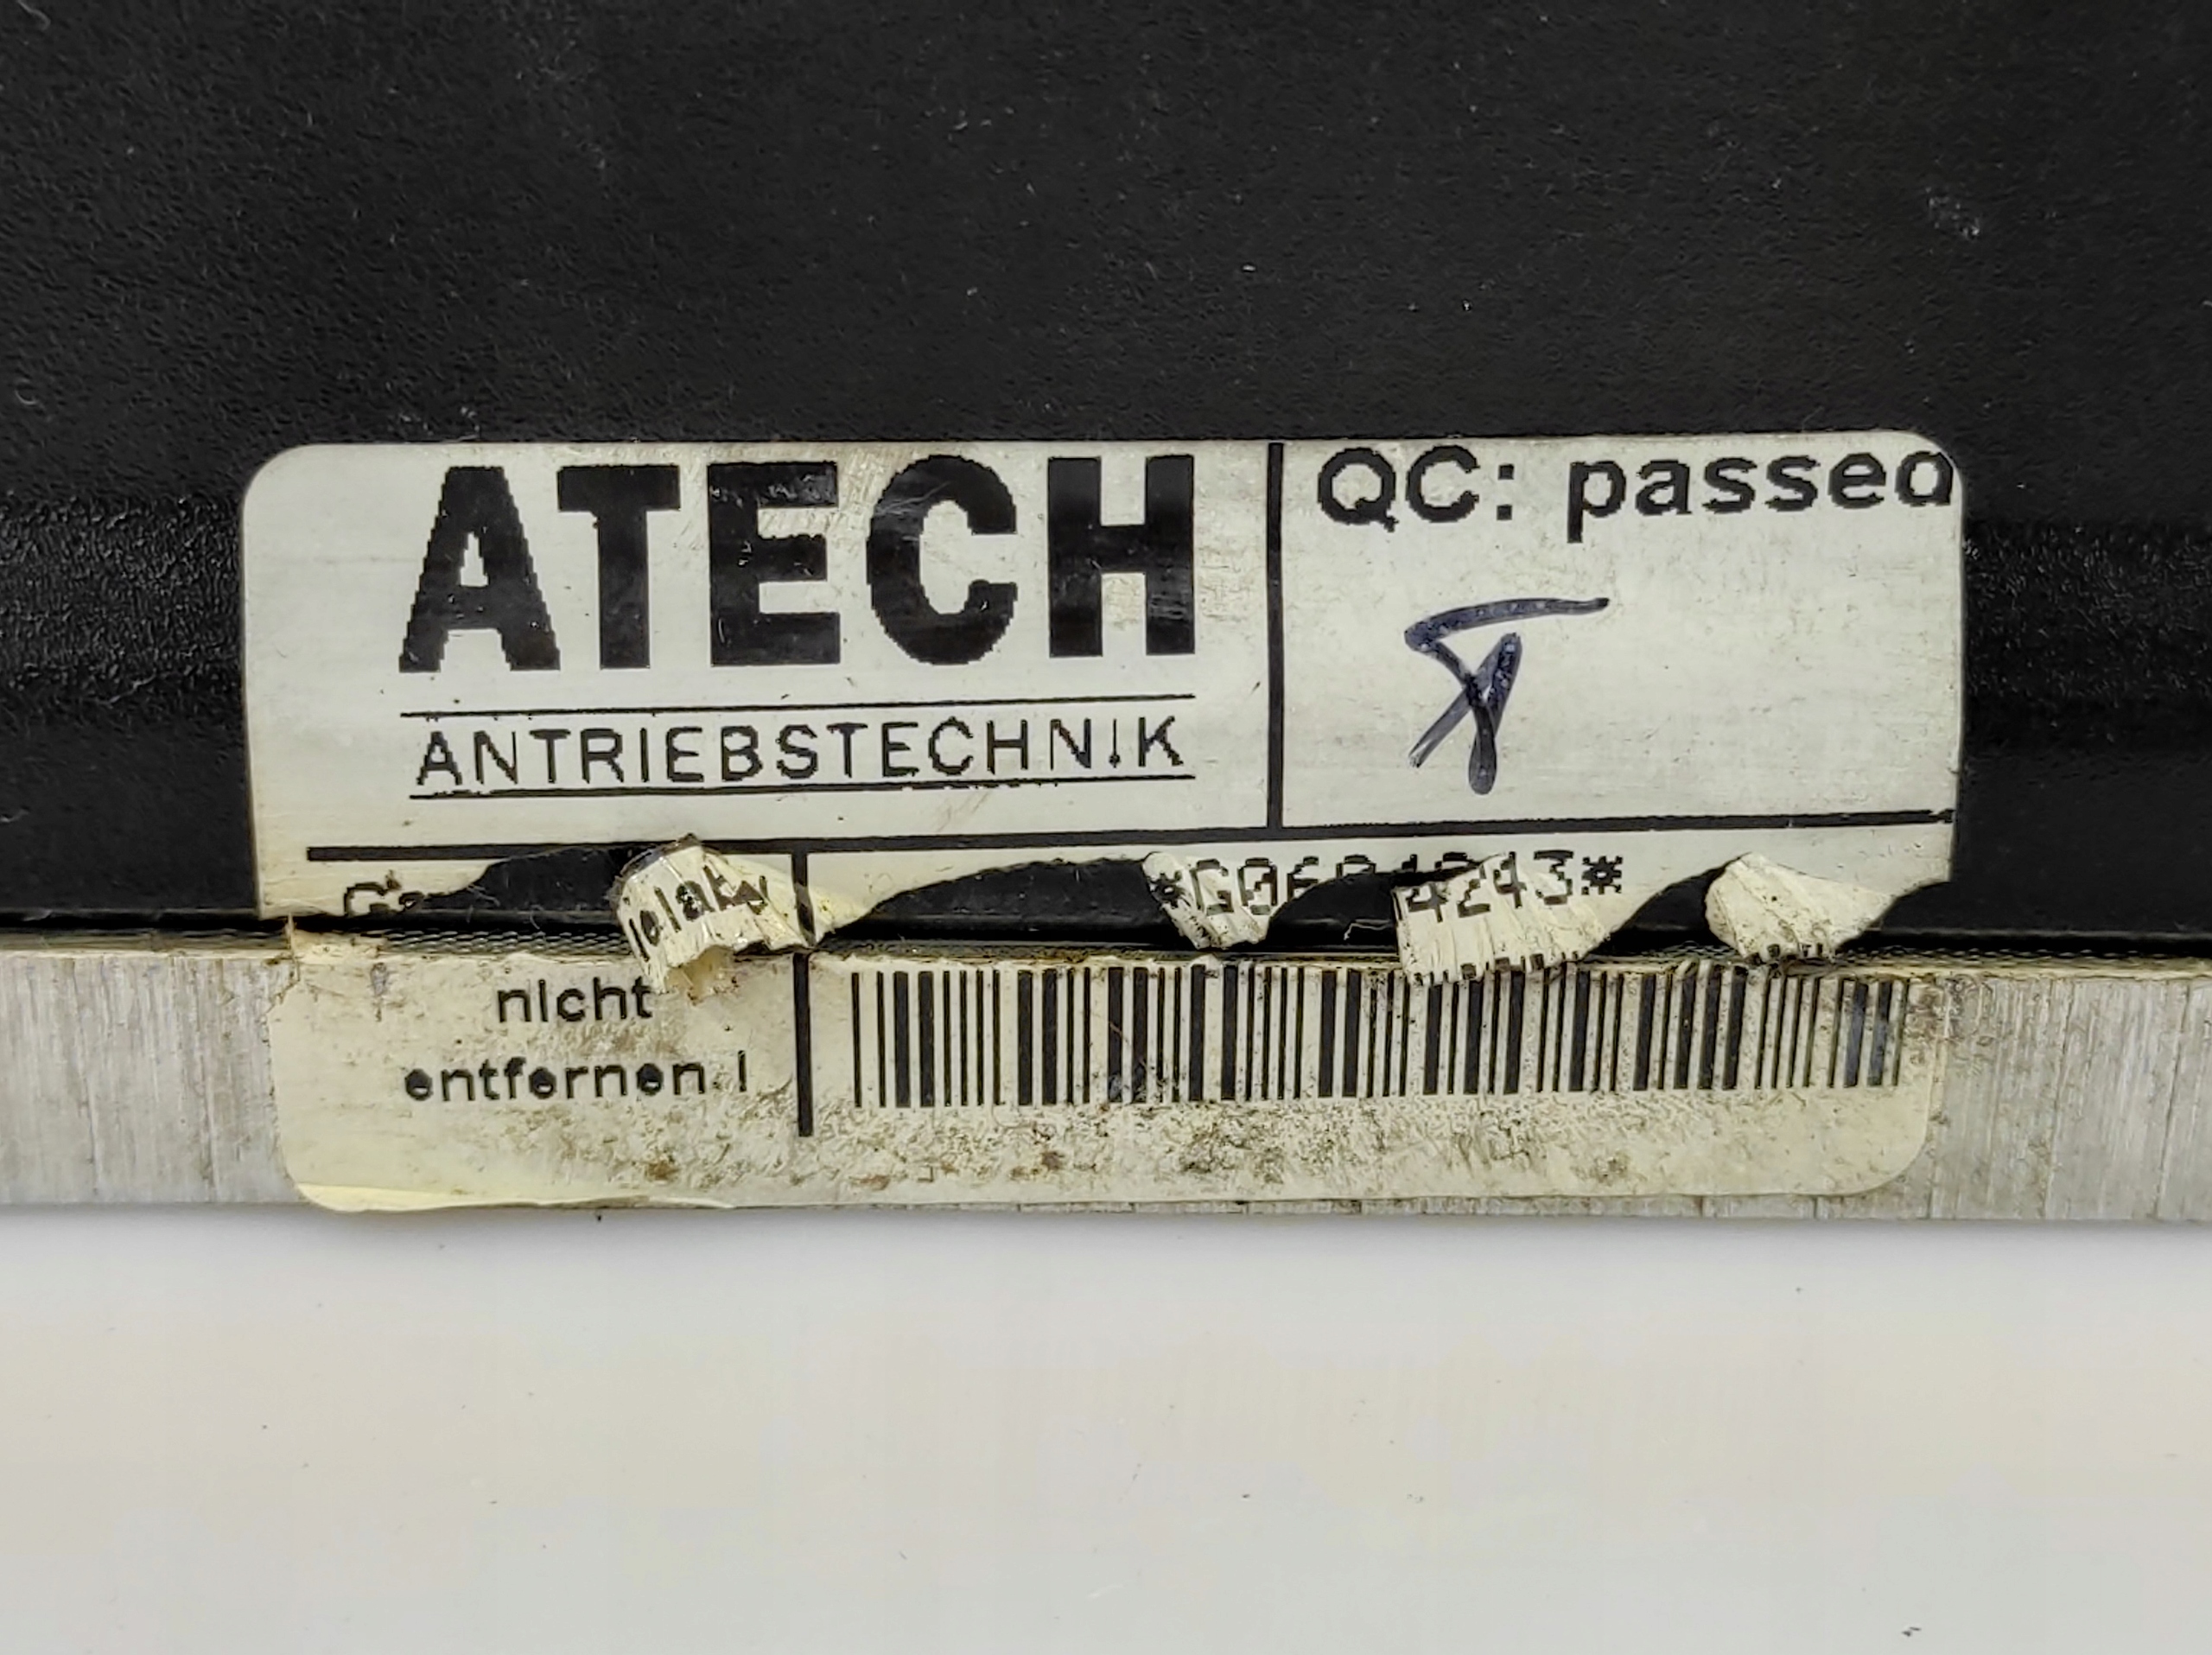 ATECH
ANTRIEBSTECHNIK
QC: passed
nicht
entfernen !